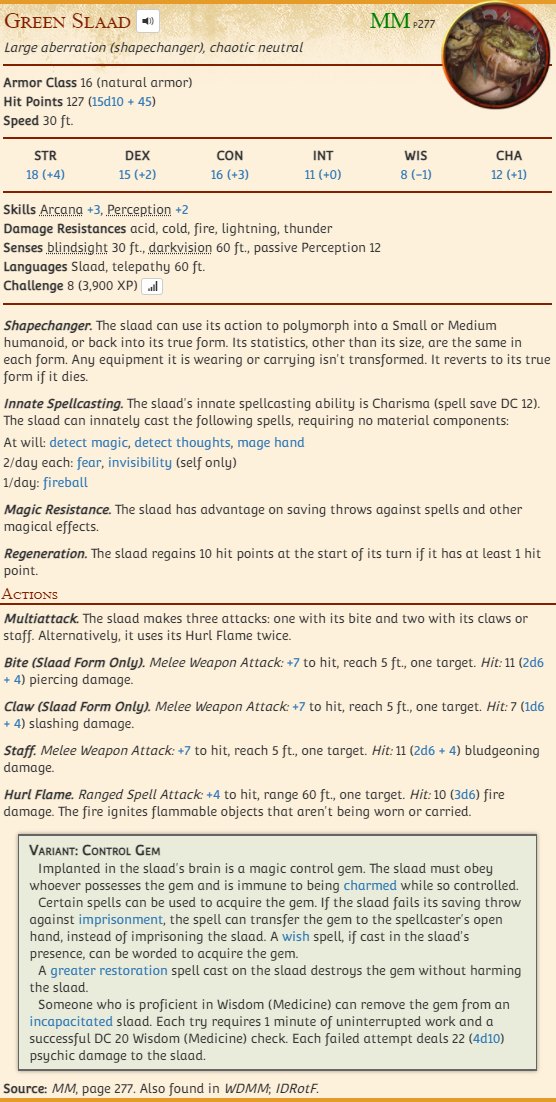 Green Slaad
MM p277
Large aberration (shapechanger), chaotic neutral
Armor Class 16 (natural armor)
Hit Points 127 (15d10 + 45)
Speed 30 ft.
STR DEX CON INT WIS CHA
18 (+4) 15 (+2) 16 (+3) 11 (+0) 8 (−1) 12 (+1)
Skills Arcana +3, Perception +2
Damage Resistances acid, cold, fire, lightning, thunder
Senses blindsight 30 ft., darkvision 60 ft., passive Perception 12
Languages Slaad, telepathy 60 ft.
Challenge 8 (3,900 XP)
Shapechanger. The slaad can use its action to polymorph into a Small or Medium
humanoid, or back into its true form. Its statistics, other than its size, are the same in
each form. Any equipment it is wearing or carrying isn't transformed. It reverts to its true
form if it dies.
Innate Spellcasting. The slaad's innate spellcasting ability is Charisma (spell save DC 12).
The slaad can innately cast the following spells, requiring no material components:
At will: detect magic, detect thoughts, mage hand
2/day each: fear, invisibility (self only)
1/day: fireball
Magic Resistance. The slaad has advantage on saving throws against spells and other
magical effects.
Regeneration. The slaad regains 10 hit points at the start of its turn if it has at least 1 hit
point.
Actions
Multiattack. The slaad makes three attacks: one with its bite and two with its claws or
staff. Alternatively, it uses its Hurl Flame twice.
Bite (Slaad Form Only). Melee Weapon Attack: +7 to hit, reach 5 ft., one target. Hit: 11 (2d6
+ 4) piercing damage.
Claw (Slaad Form Only). Melee Weapon Attack: +7 to hit, reach 5 ft., one target. Hit: 7 (1d6
+ 4) slashing damage.
Staff. Melee Weapon Attack: +7 to hit, reach 5 ft., one target. Hit: 11 (2d6 + 4) bludgeoning
damage.
Hurl Flame. Ranged Spell Attack: +4 to hit, range 60 ft., one target. Hit: 10 (3d6) fire
damage. The fire ignites flammable objects that aren't being worn or carried.
Variant: Control Gem
Implanted in the slaad's brain is a magic control gem. The slaad must obey
whoever possesses the gem and is immune to being charmed while so controlled.
Certain spells can be used to acquire the gem. If the slaad fails its saving throw
against imprisonment, the spell can transfer the gem to the spellcaster's open
hand, instead of imprisoning the slaad. A wish spell, if cast in the slaad's
presence, can be worded to acquire the gem.
A greater restoration spell cast on the slaad destroys the gem without harming
the slaad.
Someone who is proficient in Wisdom (Medicine) can remove the gem from an
incapacitated slaad. Each try requires 1 minute of uninterrupted work and a
successful DC 20 Wisdom (Medicine) check. Each failed attempt deals 22 (4d10)
psychic damage to the slaad.
Source: MM, page 277. Also found in WDMM; IDRotF.